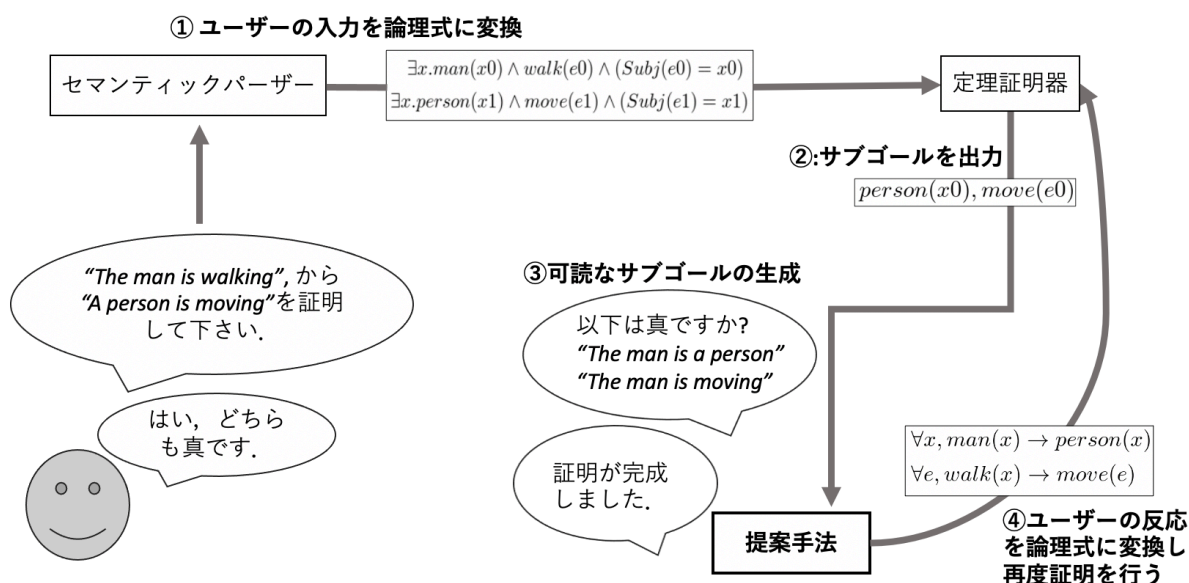 ① ユーザーの入力を論理式に変換
セマンティックパーザー
∃x.man(x0) ∧ walk(e0) ∧ (Subj(e0) = x0)
∃x.person(x1) ∧ move(e1) ∧ (Subj(e1) = x1)
定理証明器
②:サブゴールを出力
person(x0), move(e0)
“The man is walking”, から
“A person is moving”を証明
して下さい.
はい, どちら
も真です.
③可読なサブゴールの生成
以下は真ですか?
“The man is a person”
“The man is moving”
証明が完成
しました.
提案手法
∀x, man(x) → person(x)
∀e, walk(x) → move(e)
④ユーザーの反応
を論理式に変換し
再度証明を行う